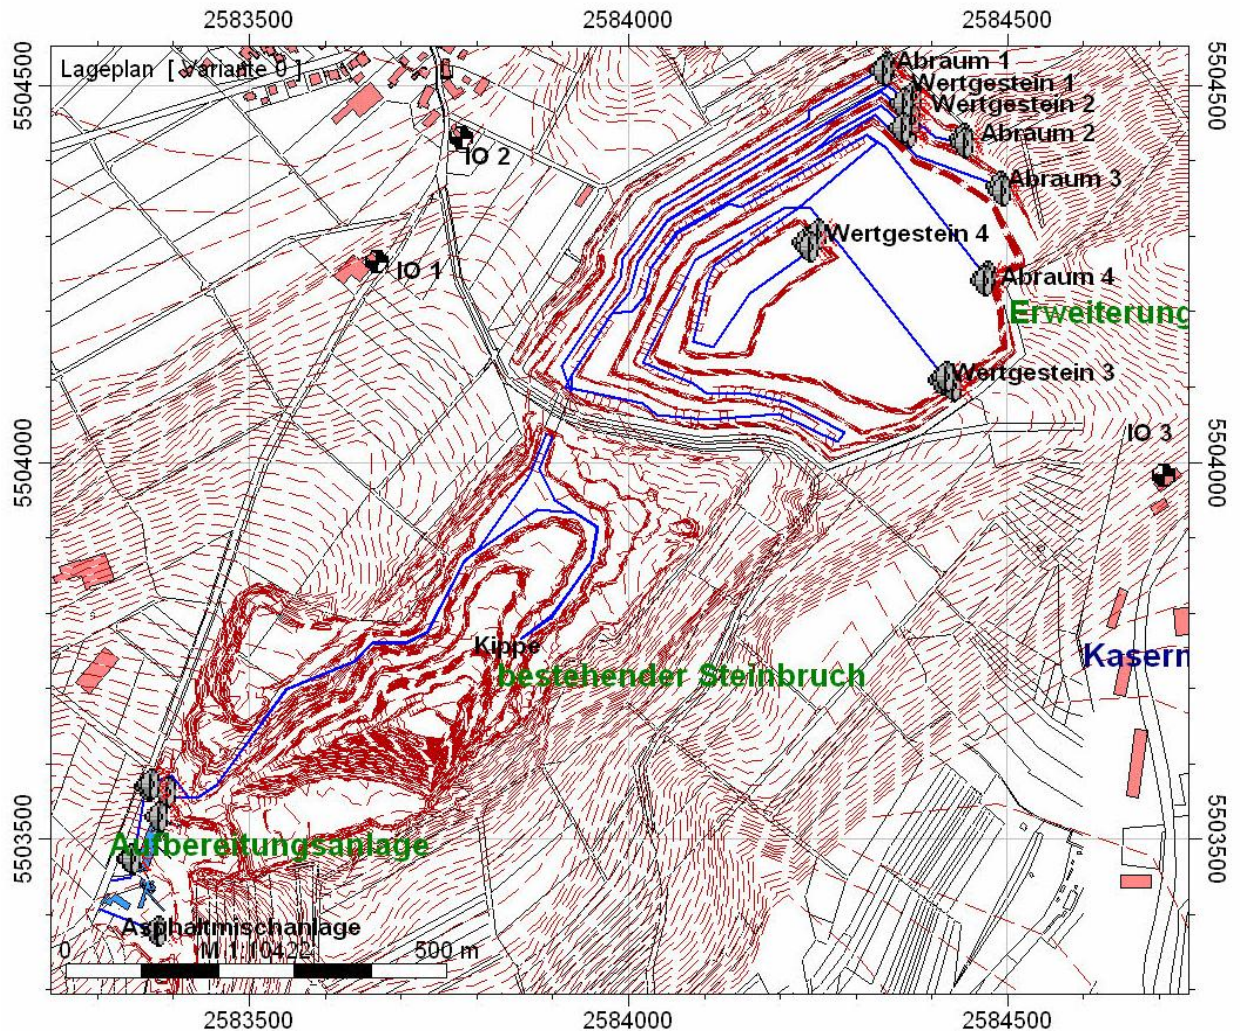 2583500 2584000 2584500
Lageplan [ Variante 0 ]
5504500
5504500
Abraum 1
Wertgestein 1
Wertgestein 2
Abraum 2
IO 2
Abraum 3
Wertgestein 4
IO 1
Abraum 4
Erweiterung
Wertgestein 3
IO 3
5504000
5504000
Kippe
bestehender Steinbruch
Kasern
5503500
5503500
Aufbereitungsanlage
Asphaltmischanlage
0 M 1:10422 500 m
2583500 2584000 2584500